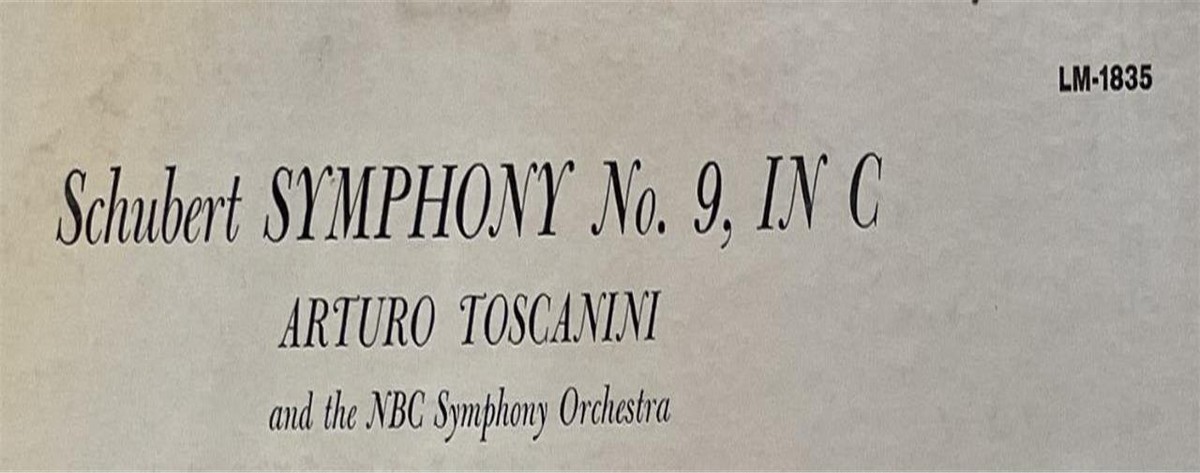 LM-1835
Schubert SYMPHONY No. 9, IN C
ARTURO TOSCANINI
and the NBC Symphony Orchestra